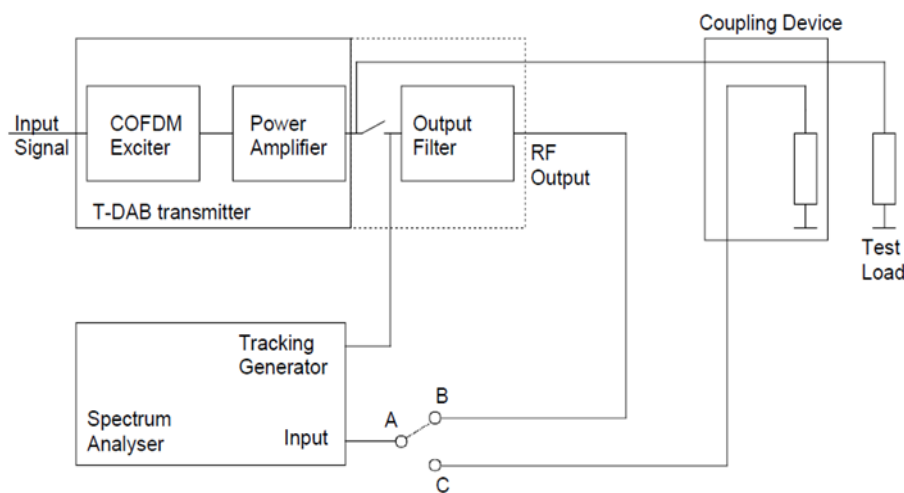 Coupling Device
Input
Signal
COFDM
Exciter
Power
Amplifier
Output
Filter
RF
Output
T-DAB transmitter
Test
Load
Tracking
Generator
Spectrum
Analyser
Input
A
B
C